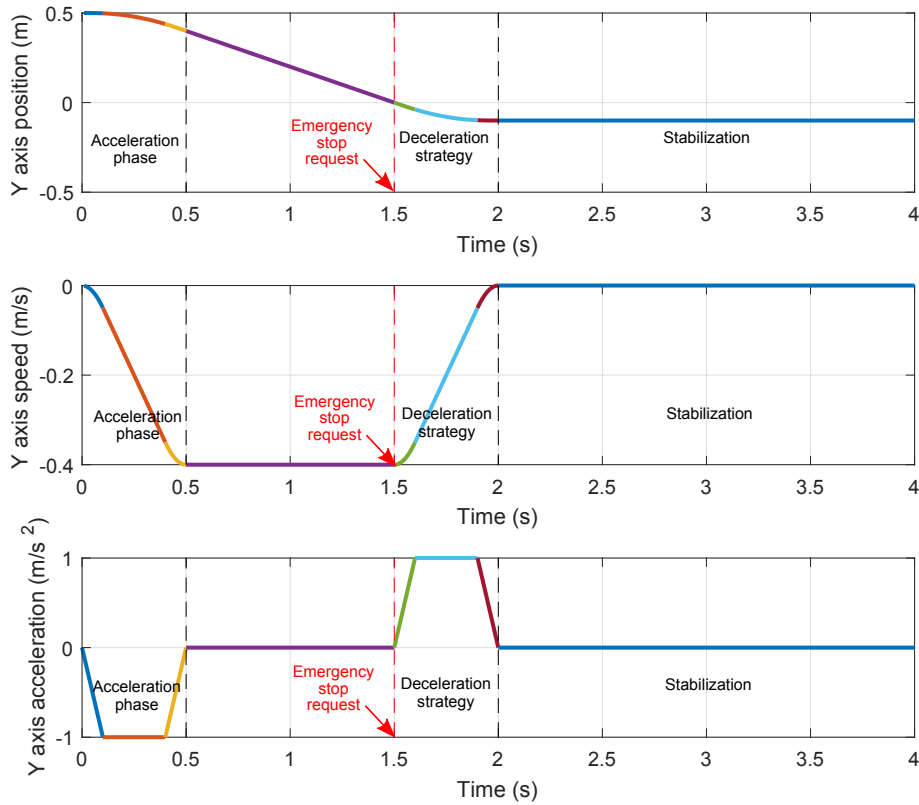 Y axis position (m)
0.5
0
-0.5
Acceleration
phase
Emergency
stop
request
Deceleration
strategy
Stabilization
0 0.5 1 1.5 2 2.5 3 3.5 4
Time (s)
Y axis speed (m/s)
0
-0.2
-0.4
Acceleration
phase
Emergency
stop
request
Deceleration
strategy
Stabilization
0 0.5 1 1.5 2 2.5 3 3.5 4
Time (s)
Y axis acceleration (m/s²)
1
0
-1
Acceleration
phase
Emergency
stop
request
Deceleration
strategy
Stabilization
0 0.5 1 1.5 2 2.5 3 3.5 4
Time (s)